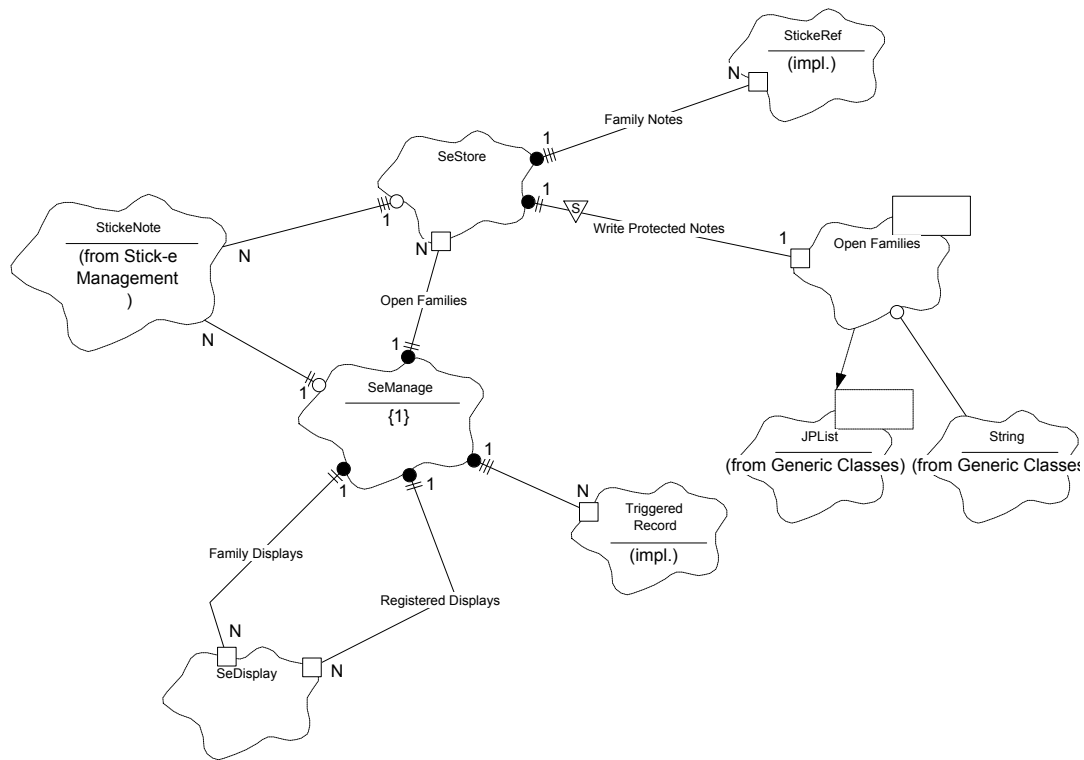 StickeRef
(impl.)
N
Family Notes
1
SeStore
1
S
Write Protected Notes
1
Open Families
StickeNote
(from Stick-e
Management
)
N
1
N
Open Families
N
1
1
SeManage
{1}
1
1
1
JPList
(from Generic Classes)
String
(from Generic Classes
N
Triggered
Record
(impl.)
Family Displays
Registered Displays
N
N
SeDisplay